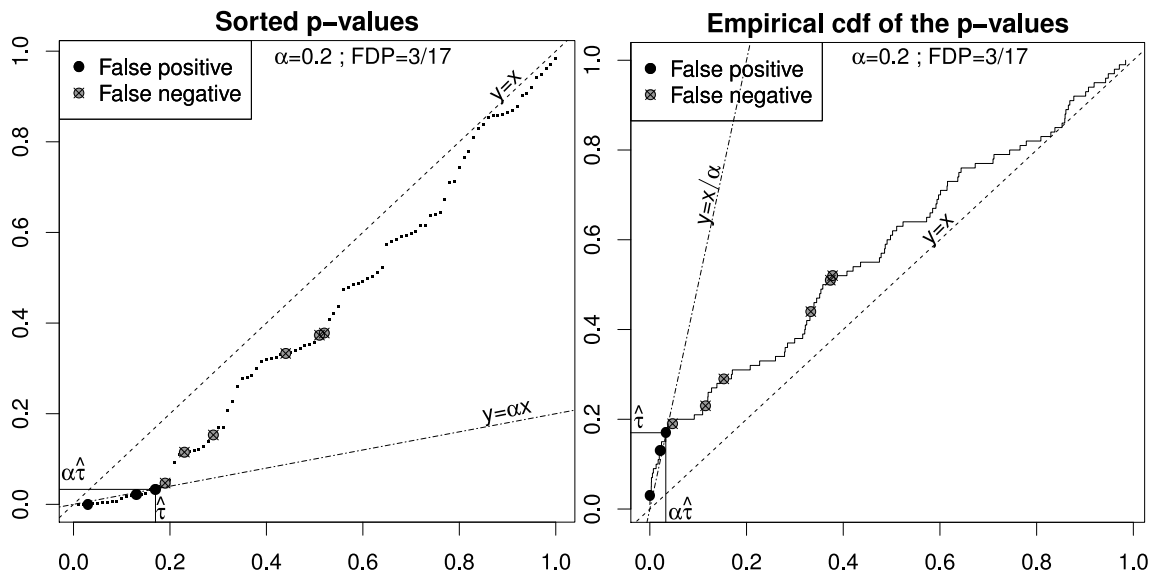 Sorted p−values
False positive
False negative
α=0.2 ; FDP=3/17
y=x
y=αx
ατ̂
τ̂
1.0
0.8
0.6
0.4
0.2
0.0
0.0 0.2 0.4 0.6 0.8 1.0
Empirical cdf of the p−values
False positive
False negative
α=0.2 ; FDP=3/17
y=x/α
y=x
τ̂
ατ̂
1.0
0.8
0.6
0.4
0.2
0.0
0.0 0.2 0.4 0.6 0.8 1.0